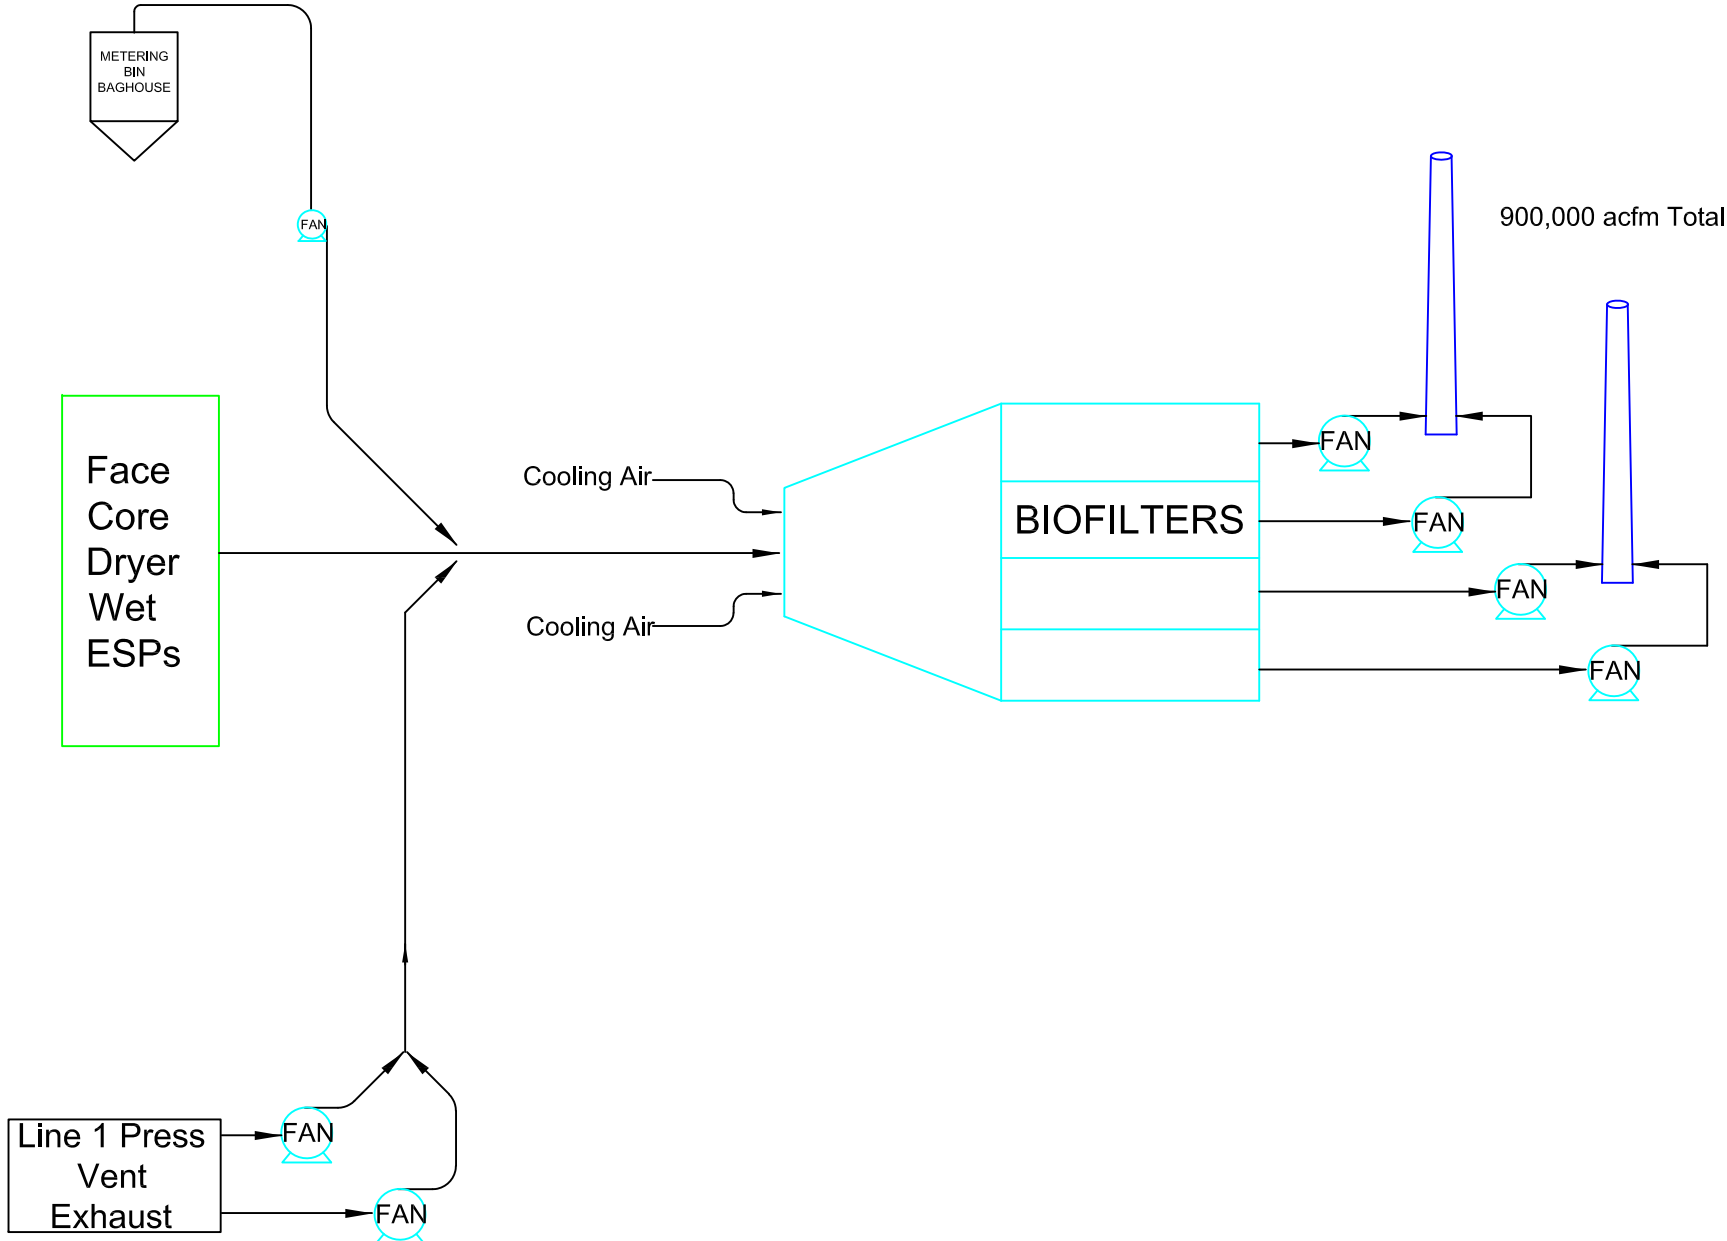 METERING
BIN
BAGHOUSE
FAN
900,000 acfm Total
Face
Core
Dryer
Wet
ESPs
Cooling Air
Cooling Air
BIOFILTERS
FAN
FAN
FAN
FAN
Line 1 Press
Vent
Exhaust
FAN
FAN